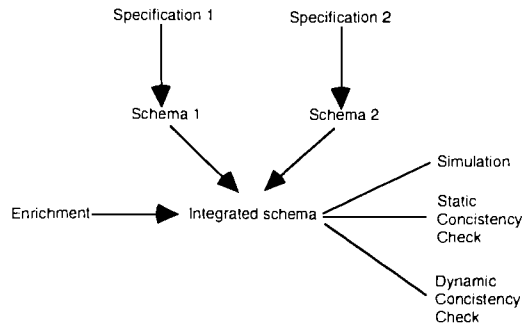 Specification 1
Specification 2
Schema 1
Schema 2
Simulation
Enrichment
Integrated schema
Static
Concistency
Check
Dynamic
Concistency
Check